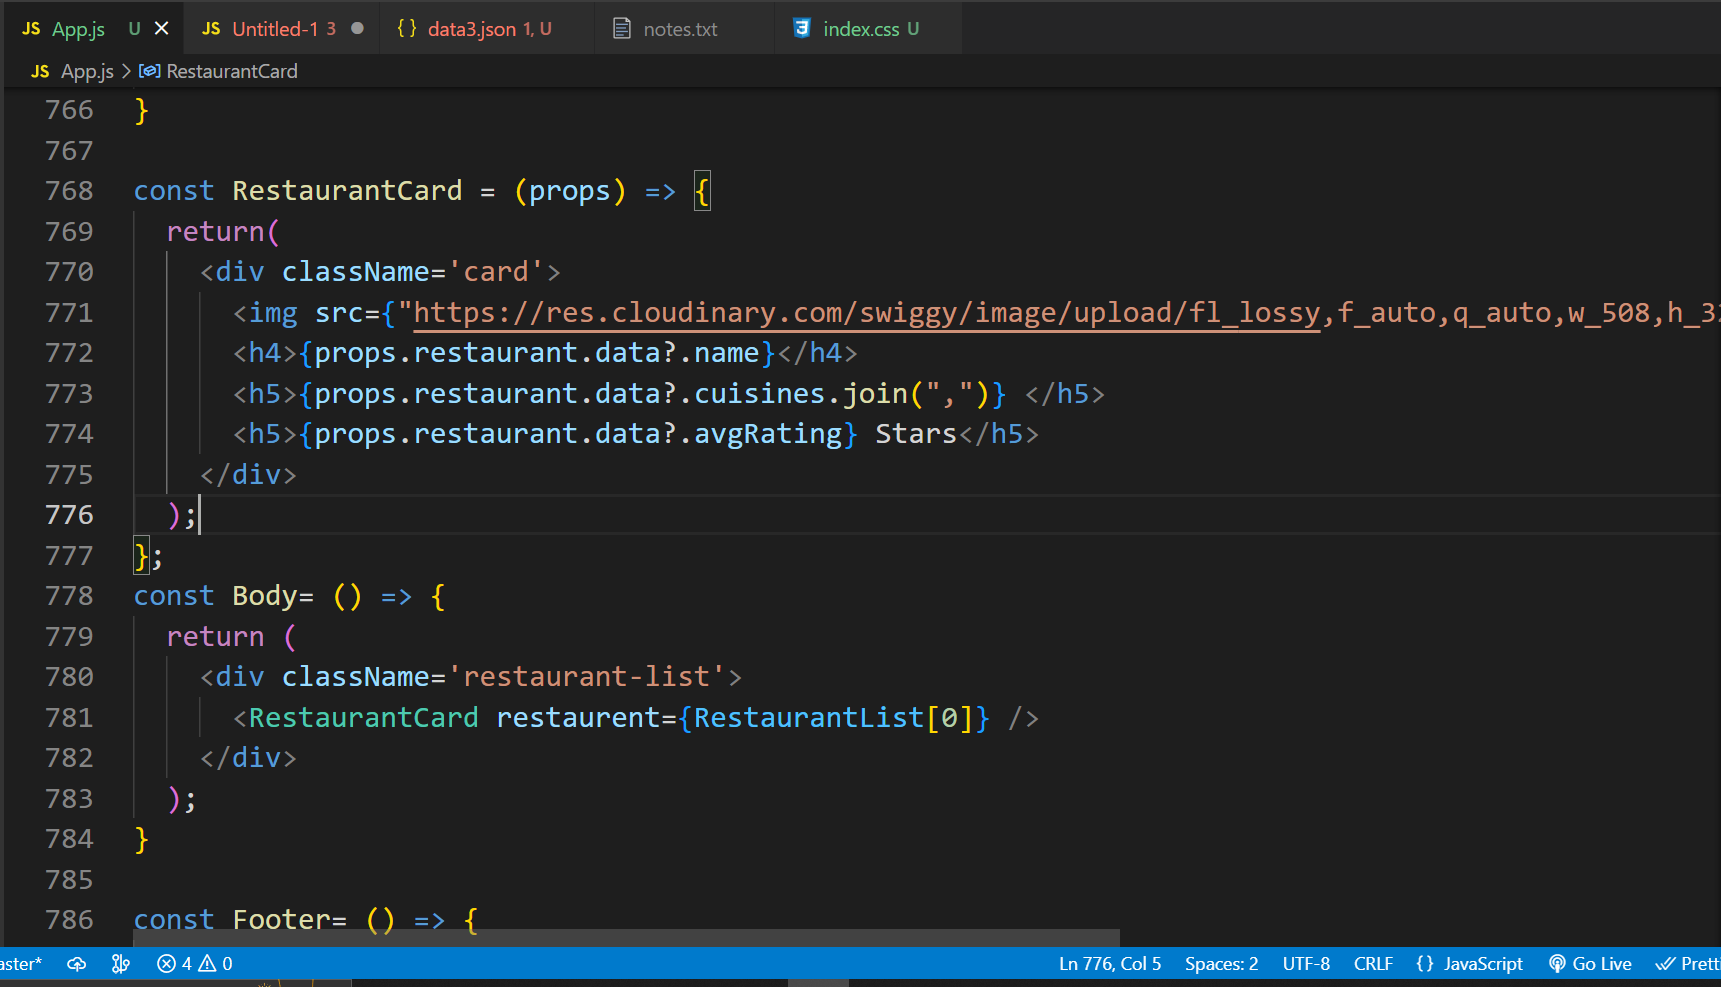 JS App.js U × JS Untitled-1 3 ● {} data3.json 1, U notes.txt index.css U
JS App.js > RestaurantCard
766 }
767
768 const RestaurantCard = (props) => {
769 return(
770 <div className='card'>
771 <img src={"https://res.cloudinary.com/swiggy/image/upload/fl_lossy,f_auto,q_auto,w_508,h_32
772 <h4>{props.restaurant.data?.name}</h4>
773 <h5>{props.restaurant.data?.cuisines.join(",")} </h5>
774 <h5>{props.restaurant.data?.avgRating} Stars</h5>
775 </div>
776 );
777 };
778 const Body= () => {
779 return (
780 <div className='restaurant-list'>
781 <RestaurantCard restaurent={RestaurantList[0]} />
782 </div>
783 );
784 }
785
786 const Footer= () => {
aster* 4 0 Ln 776, Col 5 Spaces: 2 UTF-8 CRLF {} JavaScript Go Live Pretti